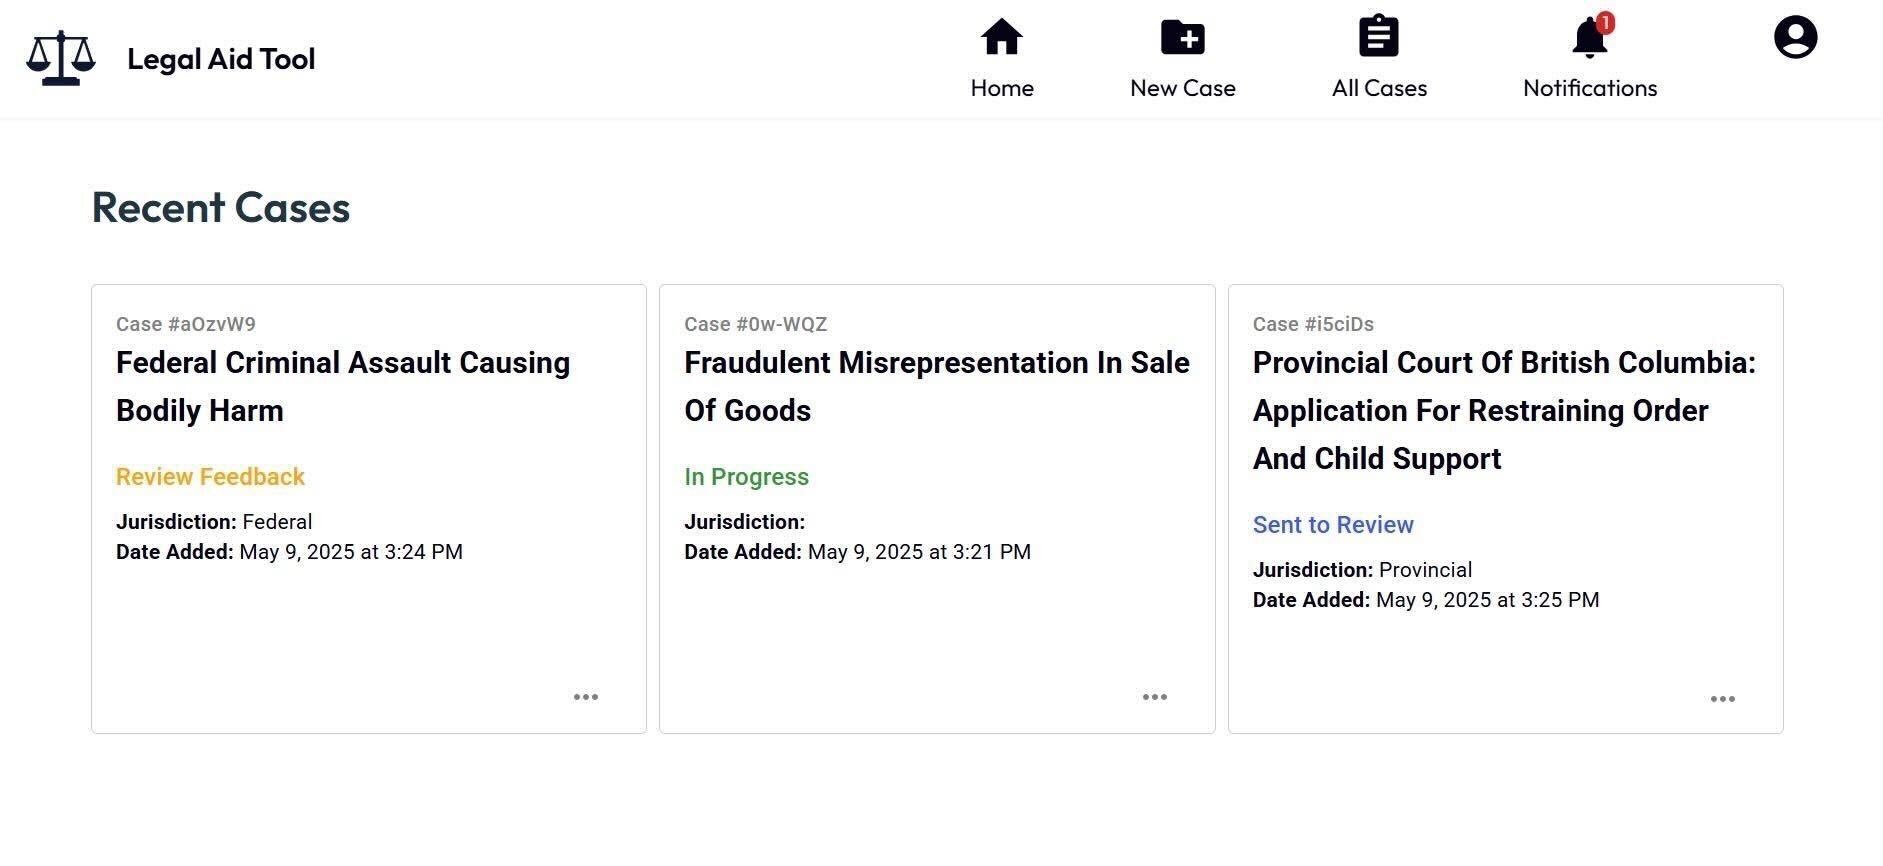 Legal Aid Tool
Home
New Case
All Cases
1
Notifications
Recent Cases
Case #aOzvW9
Federal Criminal Assault Causing
Bodily Harm
Review Feedback
Jurisdiction: Federal
Date Added: May 9, 2025 at 3:24 PM
Case #0w-WQZ
Fraudulent Misrepresentation In Sale
Of Goods
In Progress
Jurisdiction:
Date Added: May 9, 2025 at 3:21 PM
Case #i5ciDs
Provincial Court Of British Columbia:
Application For Restraining Order
And Child Support
Sent to Review
Jurisdiction: Provincial
Date Added: May 9, 2025 at 3:25 PM